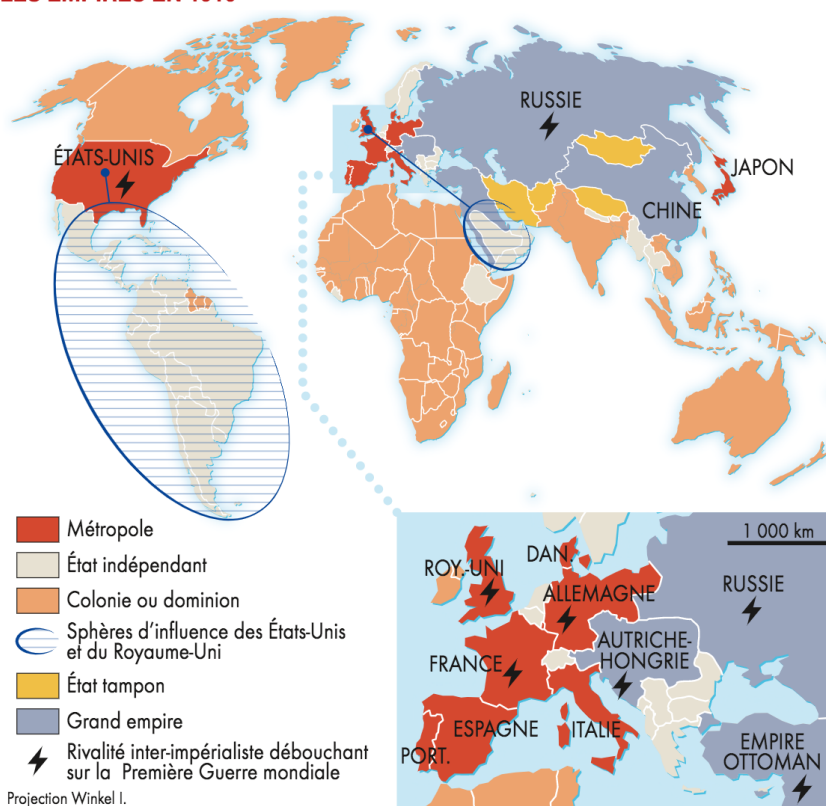 RUSSIE
ÉTATS-UNIS
JAPON
CHINE
Métropole
État indépendant
Colonie ou dominion
Sphères d'influence des États-Unis
et du Royaume-Uni
État tampon
Grand empire
Rivalité inter-impérialiste débouchant
sur la Première Guerre mondiale
Projection Winkel I.
1 000 km
DAN.
ROY.-UNI
ALLEMAGNE
RUSSIE
AUTRICHE-
HONGRIE
FRANCE
ESPAGNE
ITALIE
PORT.
EMPIRE
OTTOMAN